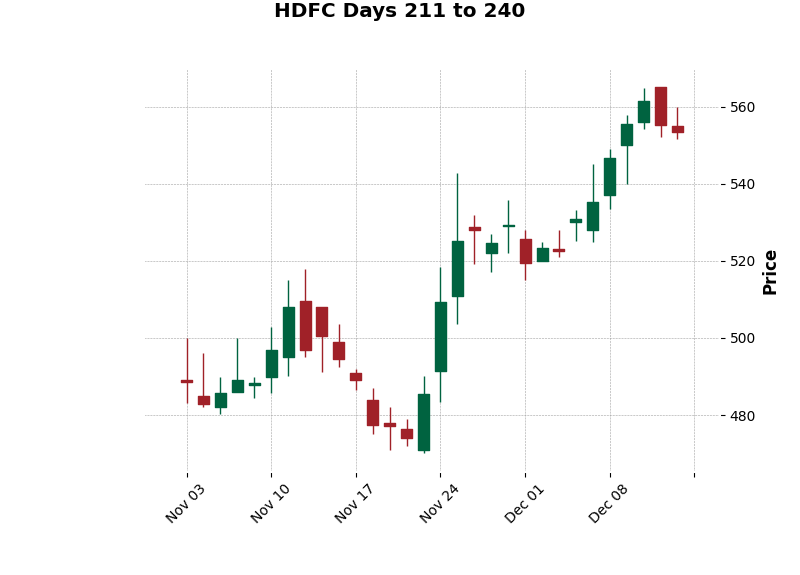 HDFC Days 211 to 240
560
540
520
500
480
Price
Nov 03
Nov 10
Nov 17
Nov 24
Dec 01
Dec 08